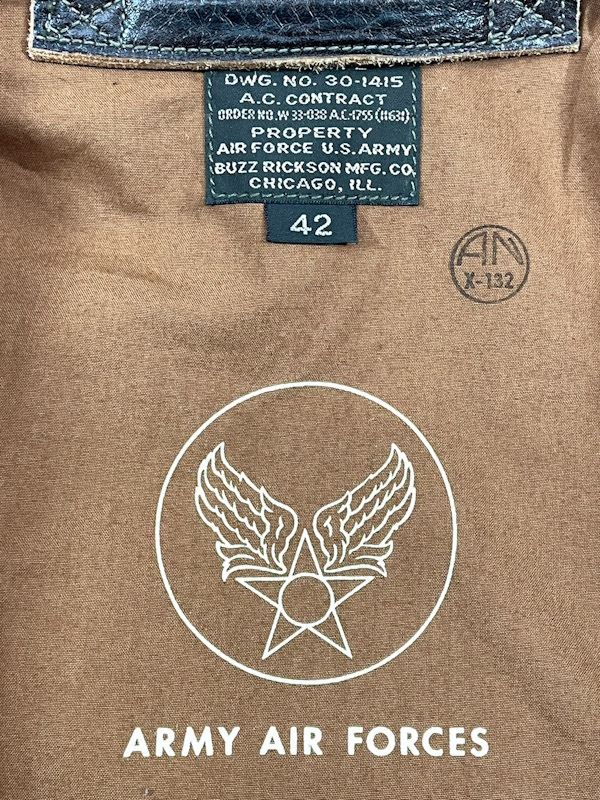 DWG. NO. 30-1415
A.C. CONTRACT
ORDER NO. W 33-038 A.C.-1755 (11631)
PROPERTY
AIR FORCE U.S. ARMY
BUZZ RICKSON MFG. CO.
CHICAGO, ILL.
42
AN
X-132
ARMY AIR FORCES